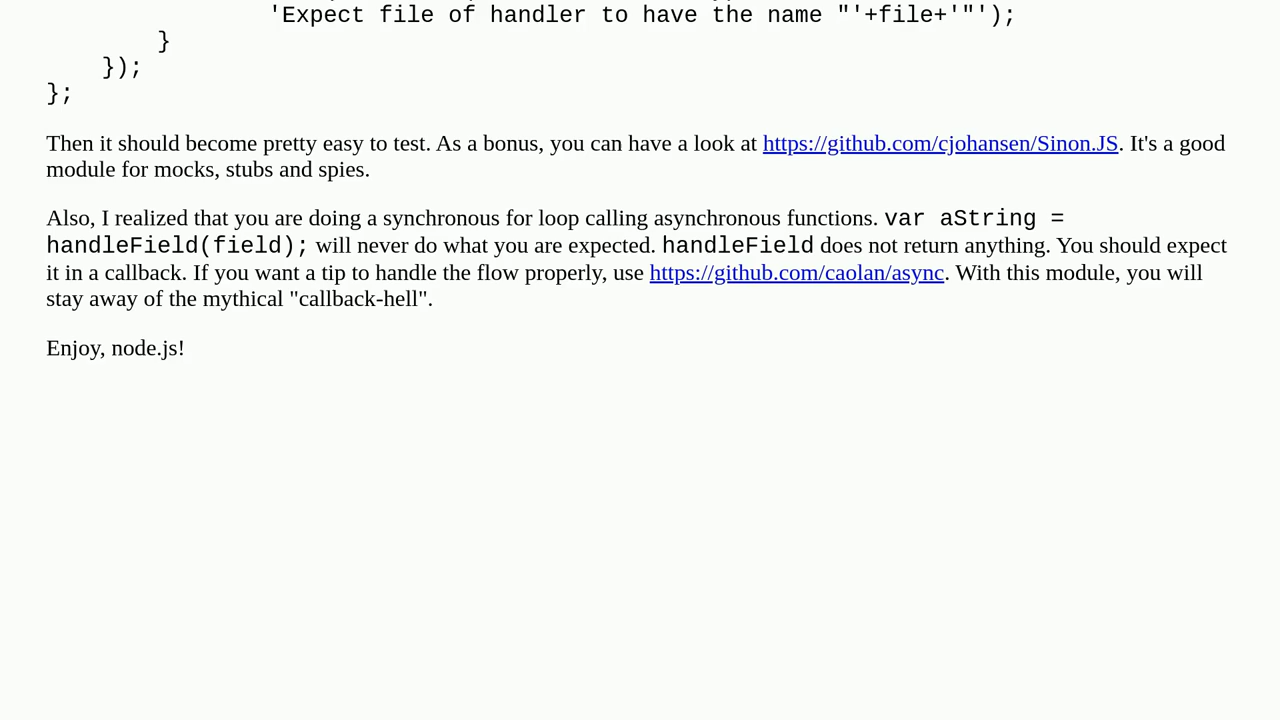 'Expect file of handler to have the name "'+file+'"');
}
});
};
Then it should become pretty easy to test. As a bonus, you can have a look at https://github.com/cjohansen/Sinon.JS. It's a good
module for mocks, stubs and spies.
Also, I realized that you are doing a synchronous for loop calling asynchronous functions. var aString =
handleField(field); will never do what you are expected. handleField does not return anything. You should expect
it in a callback. If you want a tip to handle the flow properly, use https://github.com/caolan/async. With this module, you will
stay away of the mythical "callback-hell".
Enjoy, node.js!